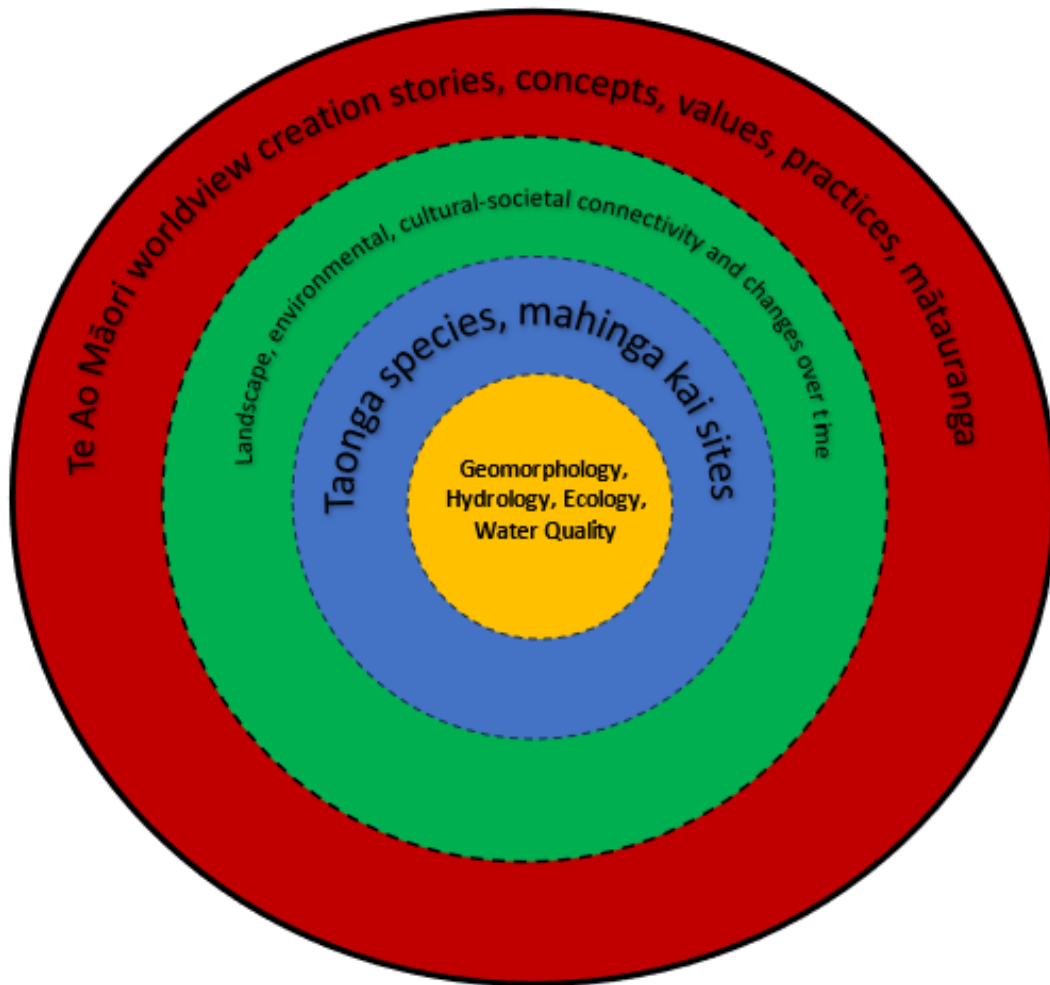 Te Ao Māori worldview creation stories, concepts, values, practices, mātauranga
Landscape, environmental, cultural-societal connectivity and changes over time
Taonga species, mahinga kai sites
Geomorphology,
Hydrology, Ecology,
Water Quality